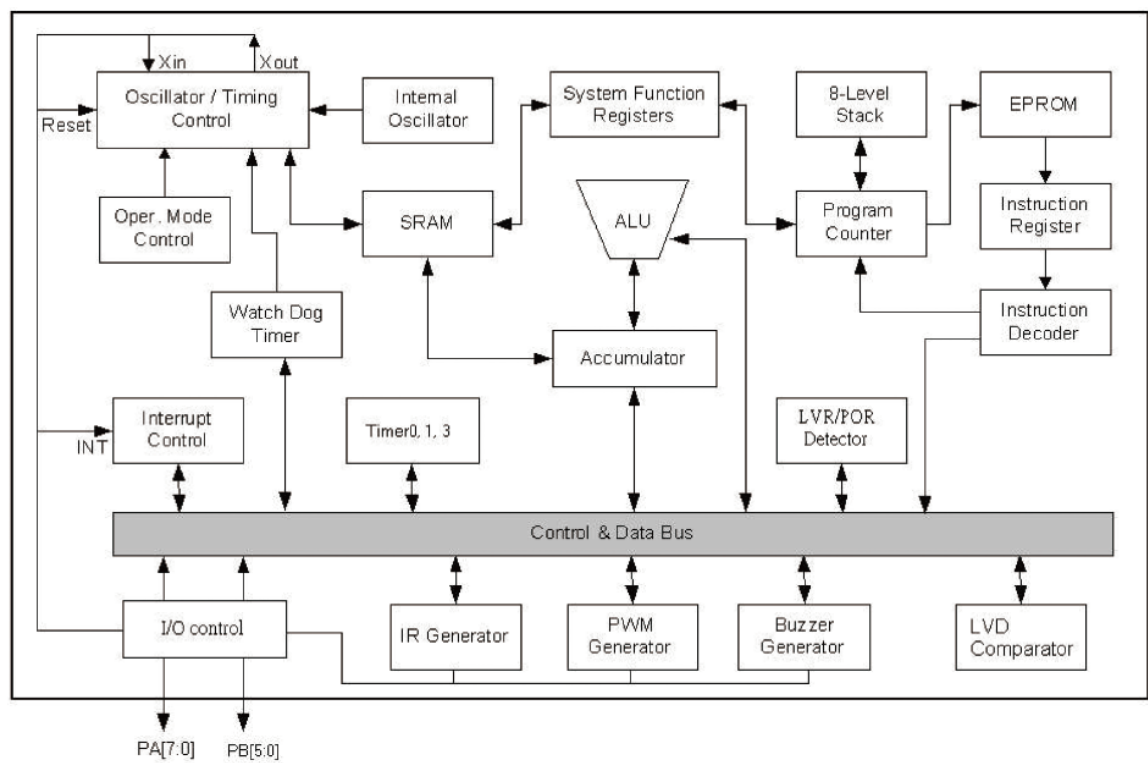 Xin
Xout
Oscillator / Timing
Control
Reset
Internal
Oscillator
System Function
Registers
8-Level
Stack
EPROM
Oper. Mode
Control
SRAM
ALU
Program
Counter
Instruction
Register
Watch Dog
Timer
Accumulator
Instruction
Decoder
Interrupt
Control
INT
Timer0, 1, 3
LVR/POR
Detector
Control & Data Bus
I/O control
IR Generator
PWM
Generator
Buzzer
Generator
LVD
Comparator
PA[7:0]
PB[5:0]